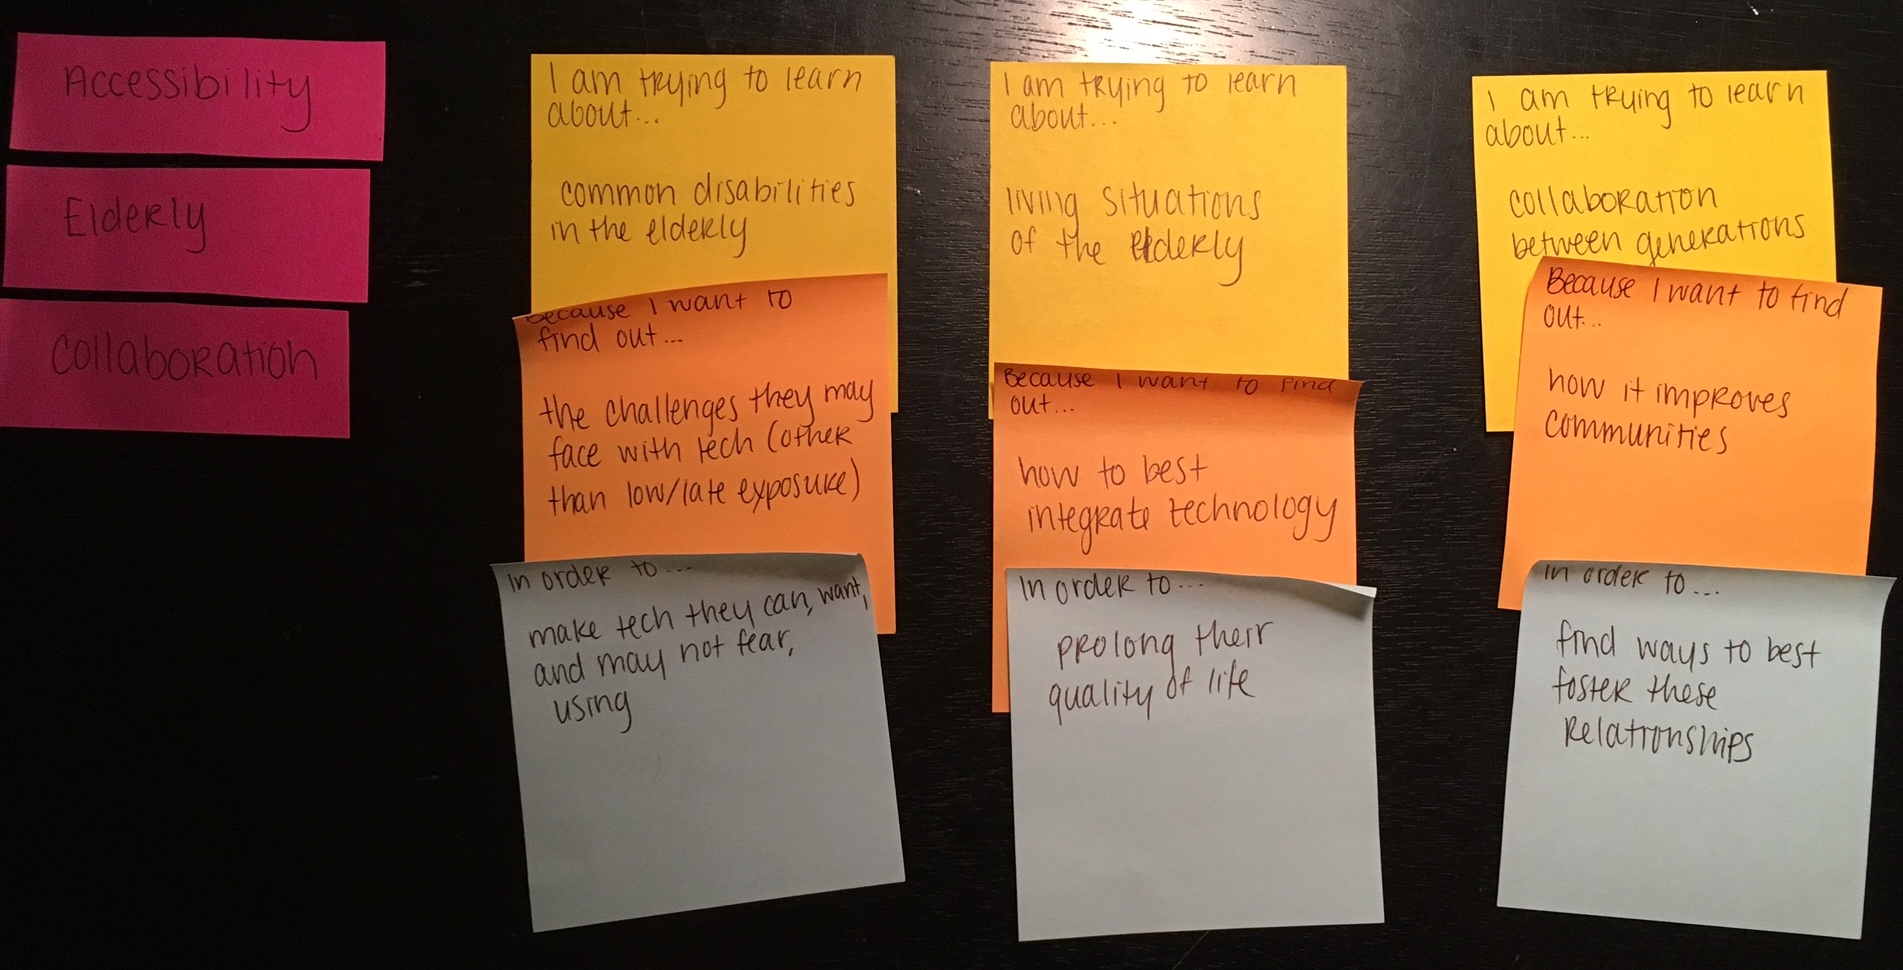 Accessibility
Elderly
Collaboration
I am trying to learn
about...
common disabilities
in the elderly
Because I want to
find out...
the challenges they may
face with tech (other
than low/late exposure)
In order to...
make tech they can, want,
and may not fear,
using
I am trying to learn
about...
living situations
of the elderly
Because I want to find
out...
how to best
integrate technology
In order to...
prolong their
quality of life
I am trying to learn
about...
collaboration
between generations
Because I want to find
out...
how it improves
communities
In order to...
find ways to best
foster these
relationships